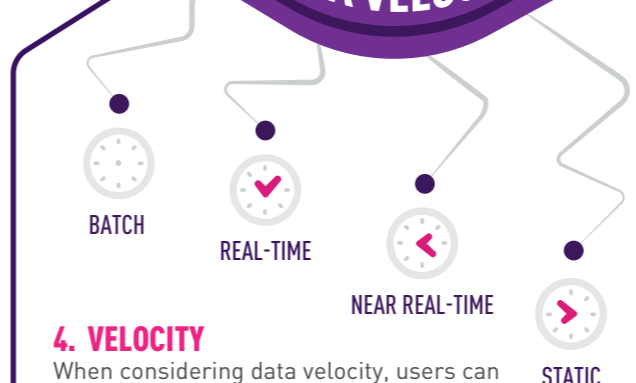 BATCH
REAL-TIME
NEAR REAL-TIME
4. VELOCITY
When considering data velocity, users can
STATIC